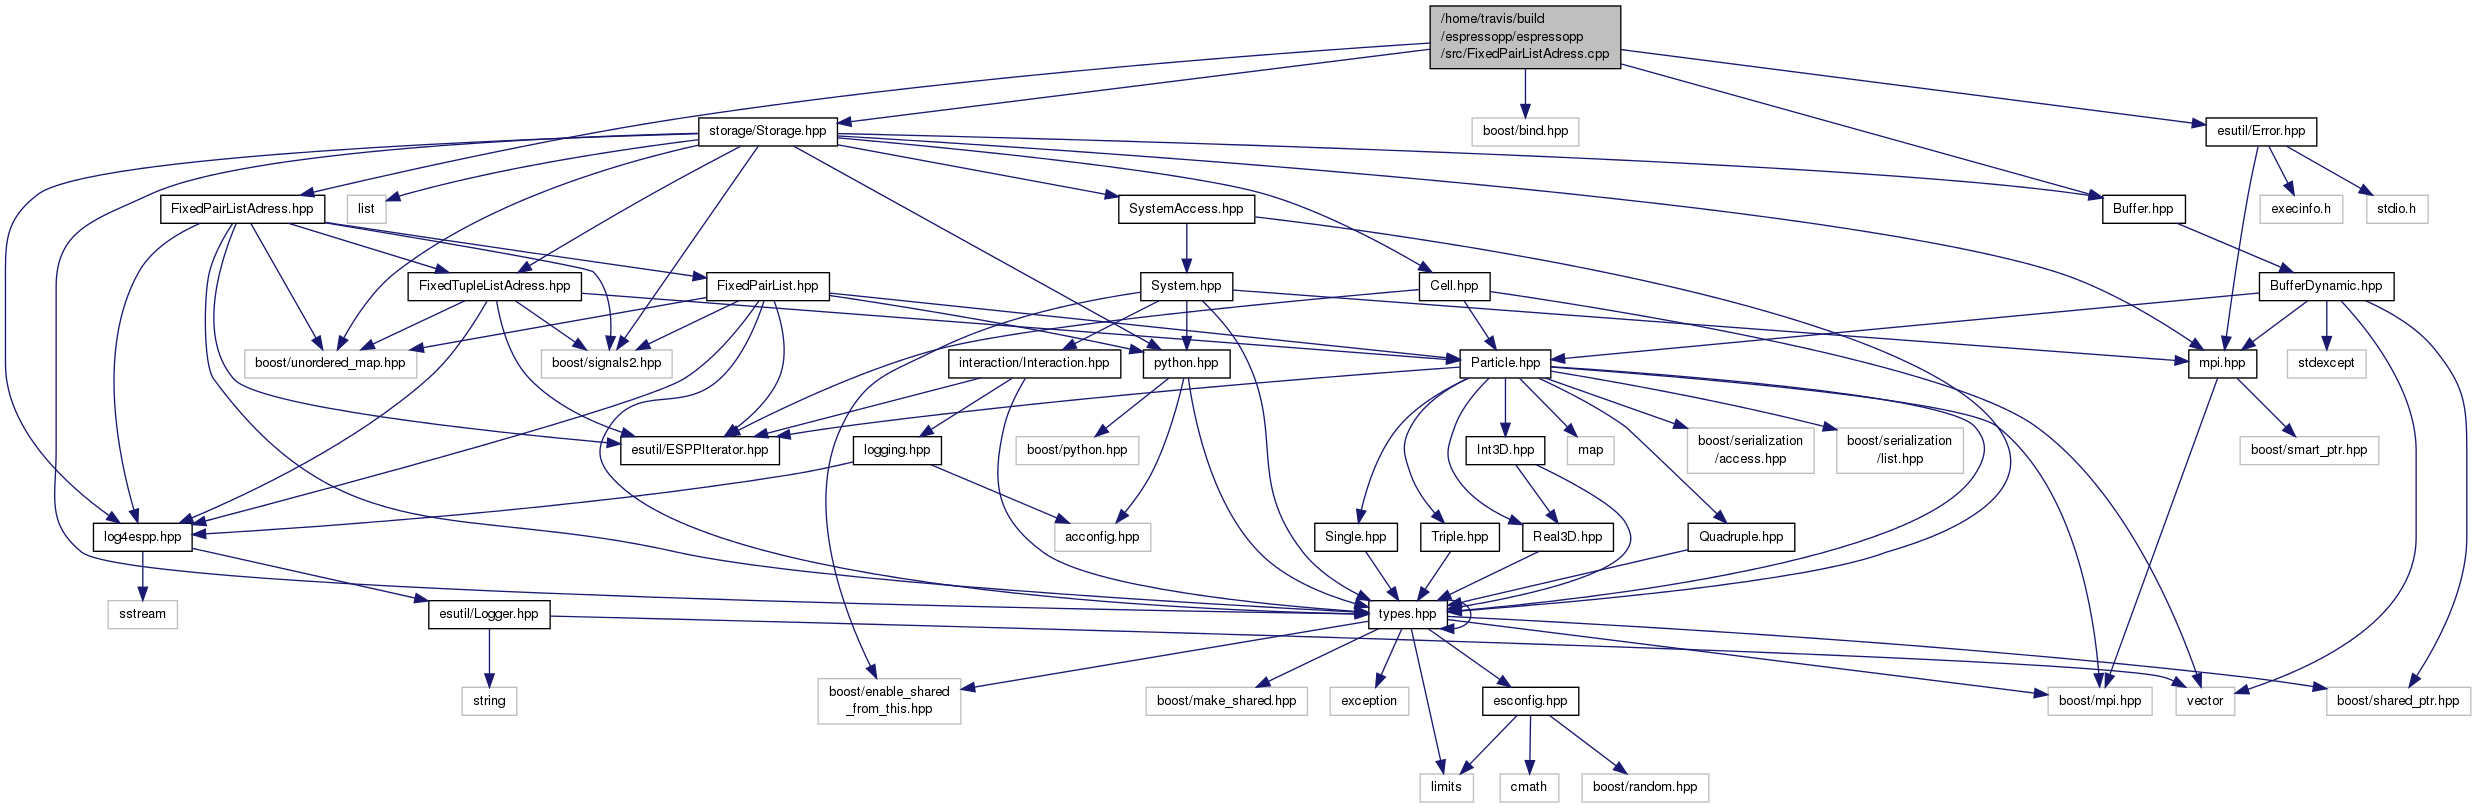 /home/travis/build
/espressopp/espressopp
/src/FixedPairListAdress.cpp
storage/Storage.hpp
boost/bind.hpp
esutil/Error.hpp
FixedPairListAdress.hpp
list
SystemAccess.hpp
Buffer.hpp
execinfo.h
stdio.h
FixedTupleListAdress.hpp
FixedPairList.hpp
System.hpp
Cell.hpp
BufferDynamic.hpp
boost/unordered_map.hpp
boost/signals2.hpp
interaction/Interaction.hpp
python.hpp
Particle.hpp
mpi.hpp
stdexcept
esutil/ESPPIterator.hpp
logging.hpp
boost/python.hpp
Int3D.hpp
map
boost/serialization
/access.hpp
boost/serialization
/list.hpp
boost/smart_ptr.hpp
log4espp.hpp
acconfig.hpp
Single.hpp
Triple.hpp
Real3D.hpp
Quadruple.hpp
sstream
esutil/Logger.hpp
types.hpp
string
boost/enable_shared
_from_this.hpp
boost/make_shared.hpp
exception
esconfig.hpp
boost/mpi.hpp
vector
boost/shared_ptr.hpp
limits
cmath
boost/random.hpp